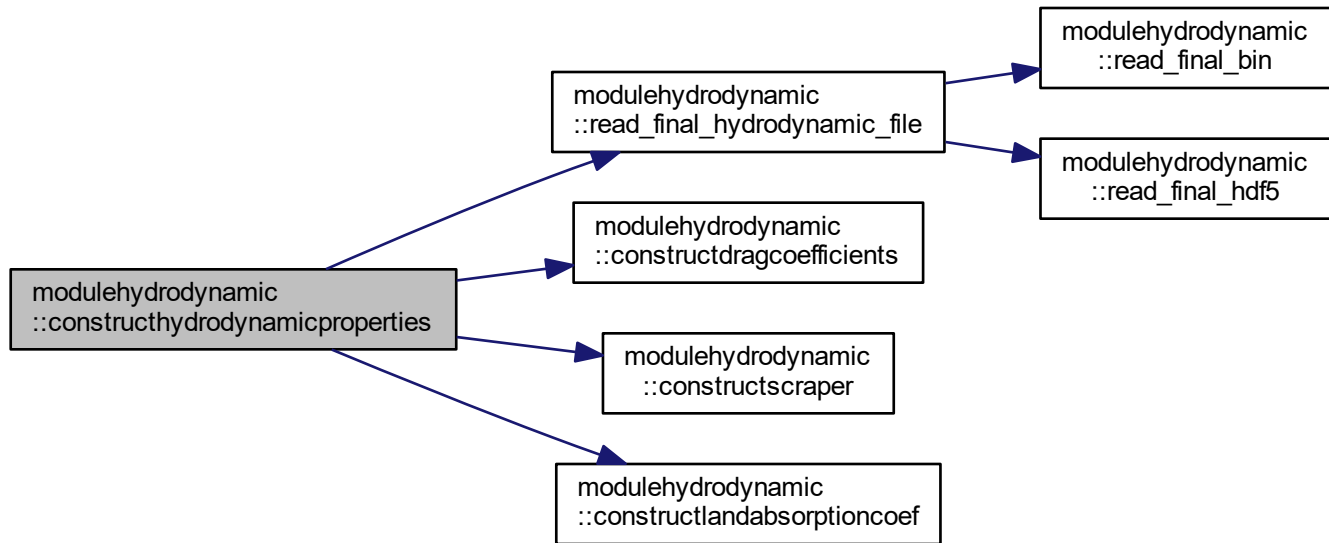 modulehydrodynamic
::constructhydrodynamicproperties
modulehydrodynamic
::read_final_hydrodynamic_file
modulehydrodynamic
::read_final_bin
modulehydrodynamic
::read_final_hdf5
modulehydrodynamic
::constructdragcoefficients
modulehydrodynamic
::constructscraper
modulehydrodynamic
::constructlandabsorptioncoef